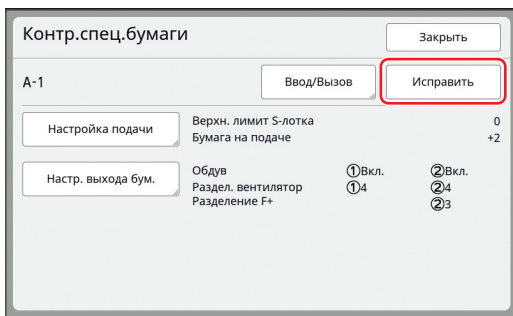 Контр.спец.бумаги
Закрыть
A-1
Ввод/Вызов
Исправить
Настройка подачи
Верхн. лимит S-лотка 0
Бумага на подаче +2
Настр. выхода бум.
Обдув ①Вкл. ②Вкл.
Раздел. вентилятор ①4 ②4
Разделение F+ ②3